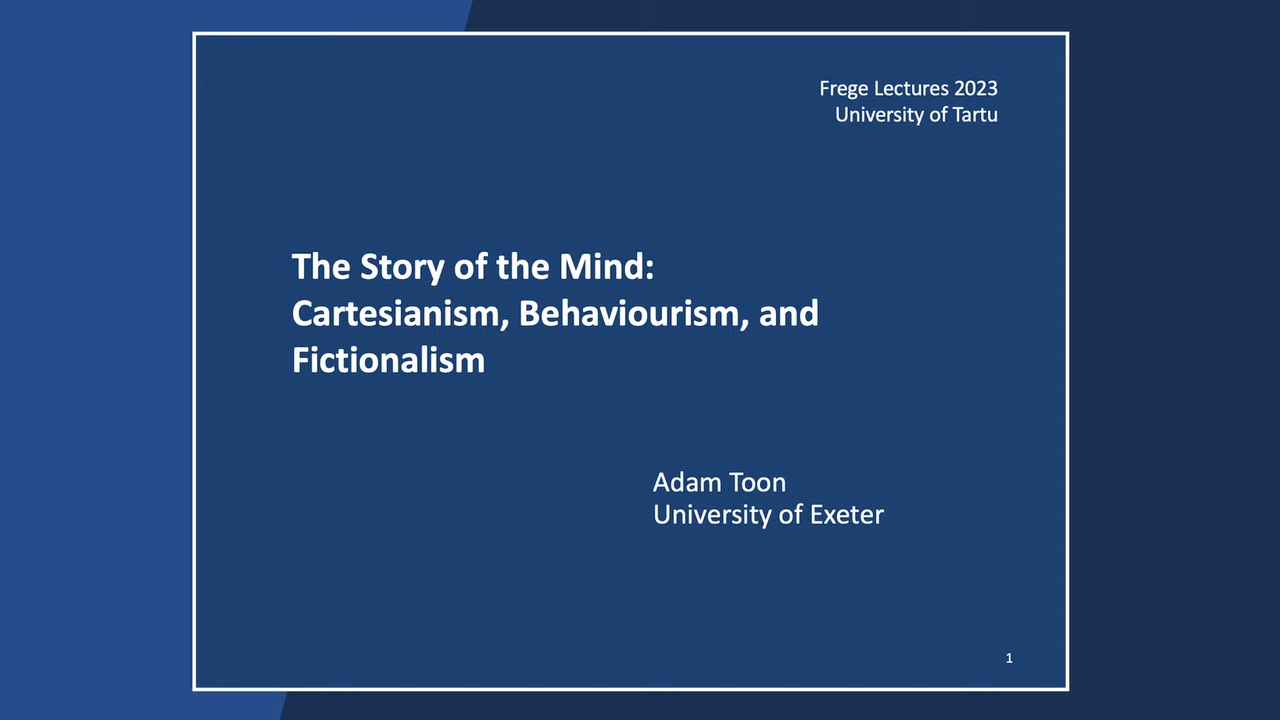 Frege Lectures 2023
University of Tartu
The Story of the Mind:
Cartesianism, Behaviourism, and
Fictionalism
Adam Toon
University of Exeter
1